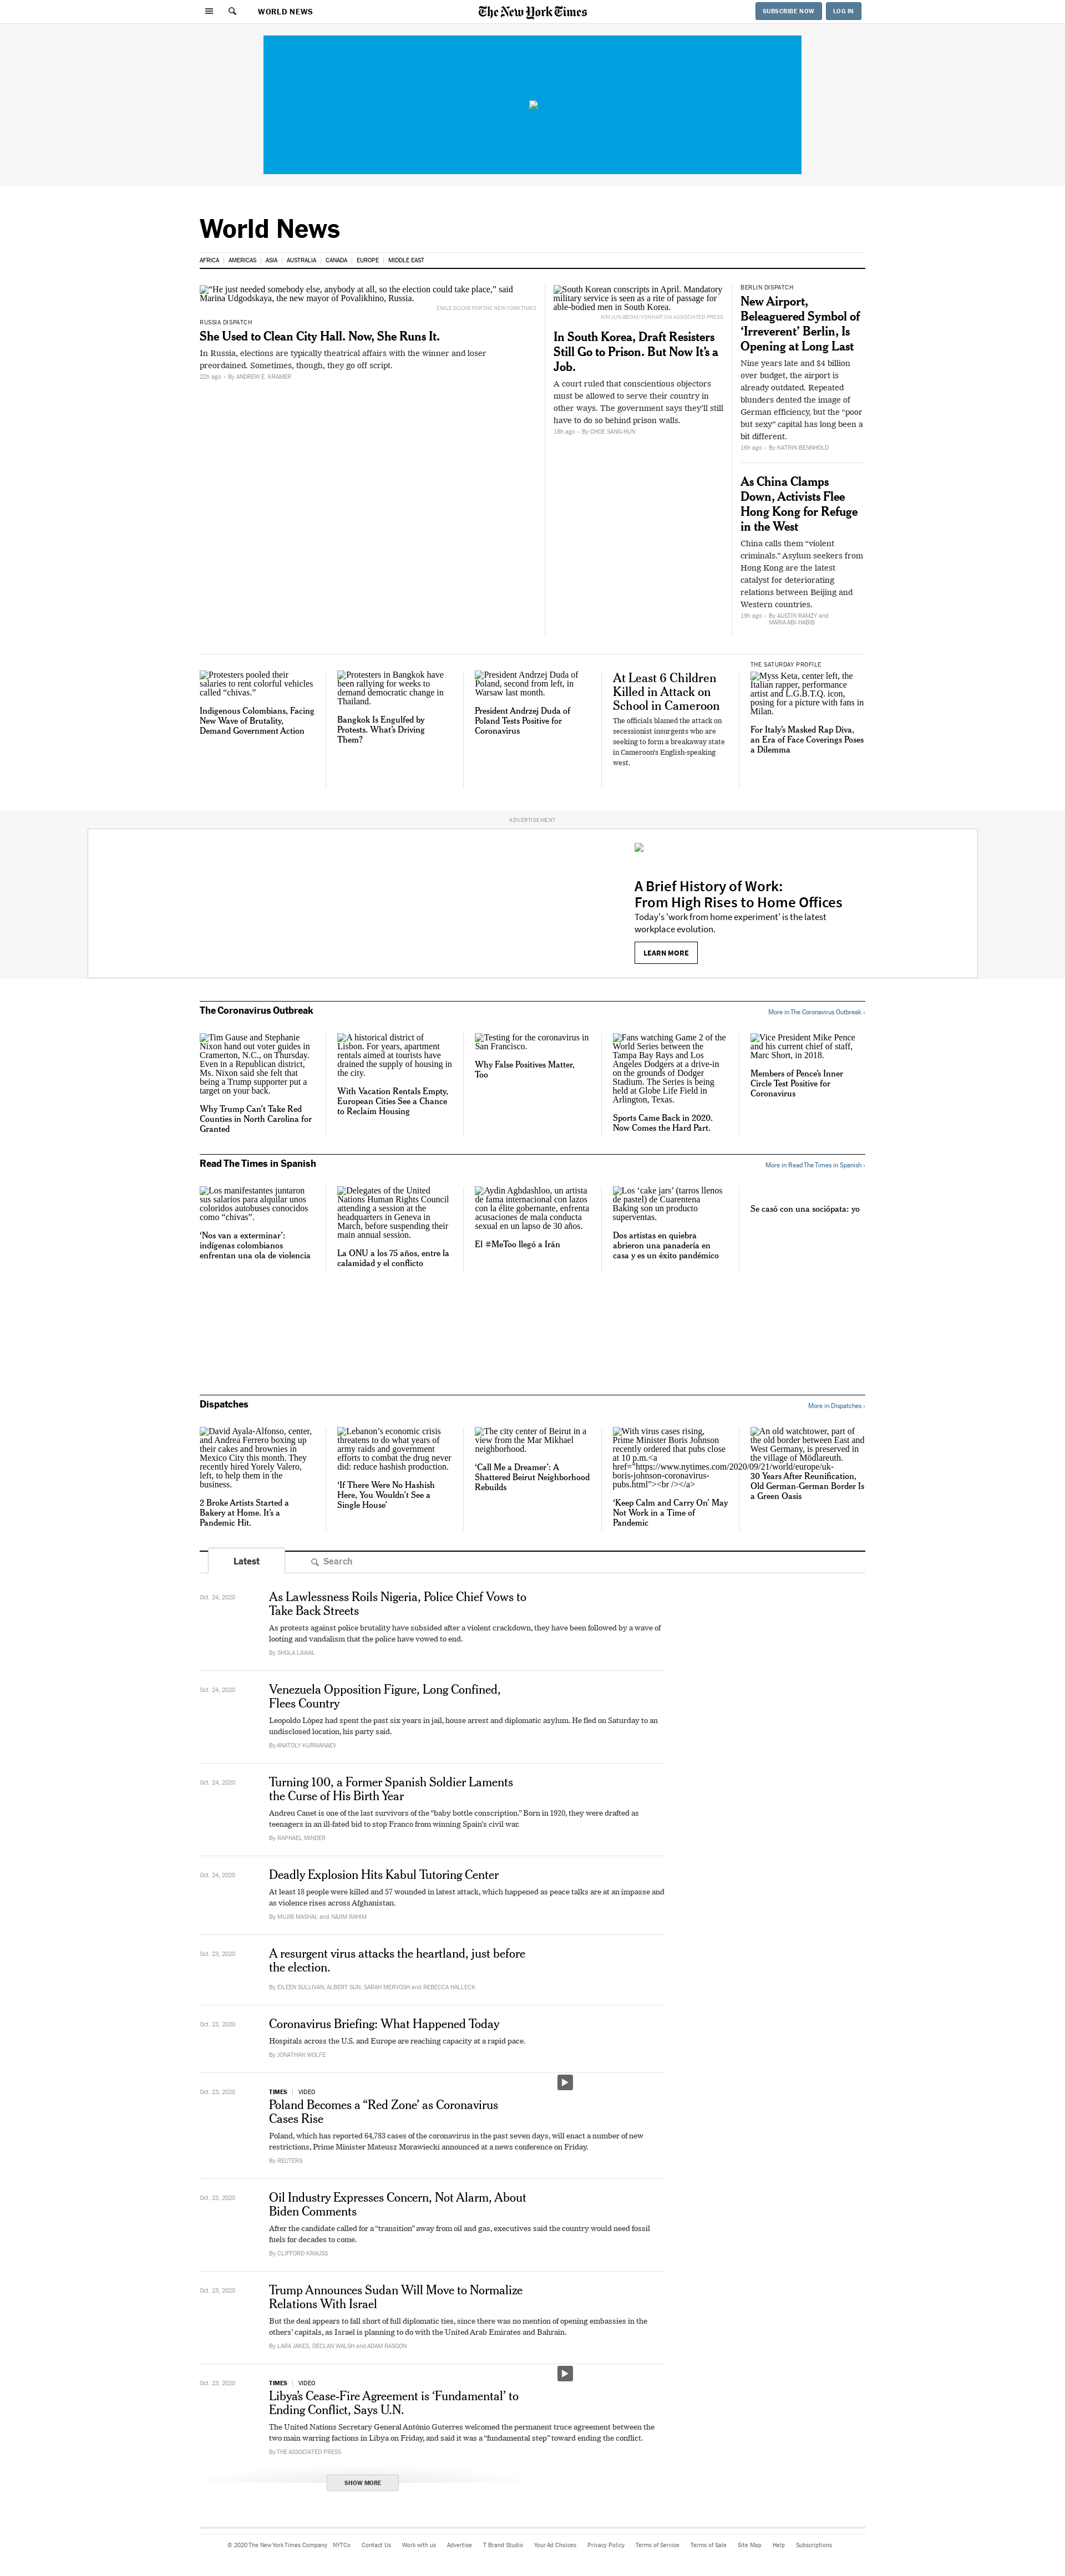 WORLD NEWS
The New York Times
SUBSCRIBE NOW
LOG IN
World News
AFRICA
AMERICAS
ASIA
AUSTRALIA
CANADA
EUROPE
MIDDLE EAST
“He just needed somebody else, anybody at all, so the election could take place,” said
Marina Udgodskaya, the new mayor of Povalikhino, Russia.
EMILE DUCKE FOR THE NEW YORK TIMES
RUSSIA DISPATCH
She Used to Clean City Hall. Now, She Runs It.
In Russia, elections are typically theatrical affairs with the winner and loser
preordained. Sometimes, though, they go off script.
22h ago · By ANDREW E. KRAMER
South Korean conscripts in April. Mandatory
military service is seen as a rite of passage for
able-bodied men in South Korea.
KIM JUN-BEOM/YONHAP, VIA ASSOCIATED PRESS
In South Korea, Draft Resisters
Still Go to Prison. But Now It’s a
Job.
A court ruled that conscientious objectors
must be allowed to serve their country in
other ways. The government says they’ll still
have to do so behind prison walls.
18h ago · By CHOE SANG-HUN
BERLIN DISPATCH
New Airport,
Beleaguered Symbol of
‘Irreverent’ Berlin, Is
Opening at Long Last
Nine years late and $4 billion
over budget, the airport is
already outdated. Repeated
blunders dented the image of
German efficiency, but the “poor
but sexy” capital has long been a
bit different.
16h ago · By KATRIN BENNHOLD
As China Clamps
Down, Activists Flee
Hong Kong for Refuge
in the West
China calls them “violent
criminals.” Asylum seekers from
Hong Kong are the latest
catalyst for deteriorating
relations between Beijing and
Western countries.
19h ago · By AUSTIN RAMZY and
MARIA ABI-HABIB
Protesters pooled their
salaries to rent colorful vehicles
called “chivas.”
Indigenous Colombians, Facing
New Wave of Brutality,
Demand Government Action
Protesters in Bangkok have
been rallying for weeks to
demand democratic change in
Thailand.
Bangkok Is Engulfed by
Protests. What’s Driving
Them?
President Andrzej Duda of
Poland, second from left, in
Warsaw last month.
President Andrzej Duda of
Poland Tests Positive for
Coronavirus
At Least 6 Children
Killed in Attack on
School in Cameroon
The officials blamed the attack on
secessionist insurgents who are
seeking to form a breakaway state
in Cameroon’s English-speaking
west.
THE SATURDAY PROFILE
Myss Keta, center left, the
Italian rapper, performance
artist and L.G.B.T.Q. icon,
posing for a picture with fans in
Milan.
For Italy’s Masked Rap Diva,
an Era of Face Coverings Poses
a Dilemma
ADVERTISEMENT
A Brief History of Work:
From High Rises to Home Offices
Today's 'work from home experiment' is the latest
workplace evolution.
LEARN MORE
The Coronavirus Outbreak
More in The Coronavirus Outbreak ›
Tim Gause and Stephanie
Nixon hand out voter guides in
Cramerton, N.C., on Thursday.
Even in a Republican district,
Ms. Nixon said she felt that
being a Trump supporter put a
target on your back.
Why Trump Can’t Take Red
Counties in North Carolina for
Granted
A historical district of
Lisbon. For years, apartment
rentals aimed at tourists have
drained the supply of housing in
the city.
With Vacation Rentals Empty,
European Cities See a Chance
to Reclaim Housing
Testing for the coronavirus in
San Francisco.
Why False Positives Matter,
Too
Fans watching Game 2 of the
World Series between the
Tampa Bay Rays and Los
Angeles Dodgers at a drive-in
on the grounds of Dodger
Stadium. The Series is being
held at Globe Life Field in
Arlington, Texas.
Sports Came Back in 2020.
Now Comes the Hard Part.
Vice President Mike Pence
and his current chief of staff,
Marc Short, in 2018.
Members of Pence’s Inner
Circle Test Positive for
Coronavirus
Read The Times in Spanish
More in Read The Times in Spanish ›
Los manifestantes juntaron
sus salarios para alquilar unos
coloridos autobuses conocidos
como “chivas”.
‘Nos van a exterminar’:
indígenas colombianos
enfrentan una ola de violencia
Delegates of the United
Nations Human Rights Council
attending a session at the
headquarters in Geneva in
March, before suspending their
main annual session.
La ONU a los 75 años, entre la
calamidad y el conflicto
Aydin Aghdashloo, un artista
de fama internacional con lazos
con la élite gobernante, enfrenta
acusaciones de mala conducta
sexual en un lapso de 30 años.
El #MeToo llegó a Irán
Los ‘cake jars’ (tarros llenos
de pastel) de Cuarentena
Baking son un producto
superventas.
Dos artistas en quiebra
abrieron una panadería en
casa y es un éxito pandémico
Se casó con una sociópata: yo
Dispatches
More in Dispatches ›
David Ayala-Alfonso, center,
and Andrea Ferrero boxing up
their cakes and brownies in
Mexico City this month. They
recently hired Yorely Valero,
left, to help them in the
business.
2 Broke Artists Started a
Bakery at Home. It’s a
Pandemic Hit.
Lebanon’s economic crisis
threatens to do what years of
army raids and government
efforts to combat the drug never
did: reduce hashish production.
‘If There Were No Hashish
Here, You Wouldn’t See a
Single House’
The city center of Beirut in a
view from the Mar Mikhael
neighborhood.
‘Call Me a Dreamer’: A
Shattered Beirut Neighborhood
Rebuilds
With virus cases rising,
Prime Minister Boris Johnson
recently ordered that pubs close
at 10 p.m.<a
href="https://www.nytimes.com/2020/09/21/world/europe/uk-
boris-johnson-coronavirus-
pubs.html"><br /></a>
‘Keep Calm and Carry On’ May
Not Work in a Time of
Pandemic
An old watchtower, part of
the old border between East and
West Germany, is preserved in
the village of Mödlareuth.
30 Years After Reunification,
Old German-German Border Is
a Green Oasis
Latest
Search
Oct. 24, 2020
As Lawlessness Roils Nigeria, Police Chief Vows to
Take Back Streets
As protests against police brutality have subsided after a violent crackdown, they have been followed by a wave of
looting and vandalism that the police have vowed to end.
By SHOLA LAWAL
Oct. 24, 2020
Venezuela Opposition Figure, Long Confined,
Flees Country
Leopoldo López had spent the past six years in jail, house arrest and diplomatic asylum. He fled on Saturday to an
undisclosed location, his party said.
By ANATOLY KURMANAEV
Oct. 24, 2020
Turning 100, a Former Spanish Soldier Laments
the Curse of His Birth Year
Andreu Canet is one of the last survivors of the “baby bottle conscription.” Born in 1920, they were drafted as
teenagers in an ill-fated bid to stop Franco from winning Spain’s civil war.
By RAPHAEL MINDER
Oct. 24, 2020
Deadly Explosion Hits Kabul Tutoring Center
At least 18 people were killed and 57 wounded in latest attack, which happened as peace talks are at an impasse and
as violence rises across Afghanistan.
By MUJIB MASHAL and NAJIM RAHIM
Oct. 23, 2020
A resurgent virus attacks the heartland, just before
the election.
By EILEEN SULLIVAN, ALBERT SUN, SARAH MERVOSH and REBECCA HALLECK
Oct. 23, 2020
Coronavirus Briefing: What Happened Today
Hospitals across the U.S. and Europe are reaching capacity at a rapid pace.
By JONATHAN WOLFE
Oct. 23, 2020
TIMES | VIDEO
Poland Becomes a “Red Zone’ as Coronavirus
Cases Rise
Poland, which has reported 64,783 cases of the coronavirus in the past seven days, will enact a number of new
restrictions, Prime Minister Mateusz Morawiecki announced at a news conference on Friday.
By REUTERS
Oct. 23, 2020
Oil Industry Expresses Concern, Not Alarm, About
Biden Comments
After the candidate called for a “transition” away from oil and gas, executives said the country would need fossil
fuels for decades to come.
By CLIFFORD KRAUSS
Oct. 23, 2020
Trump Announces Sudan Will Move to Normalize
Relations With Israel
But the deal appears to fall short of full diplomatic ties, since there was no mention of opening embassies in the
others’ capitals, as Israel is planning to do with the United Arab Emirates and Bahrain.
By LARA JAKES, DECLAN WALSH and ADAM RASGON
Oct. 23, 2020
TIMES | VIDEO
Libya’s Cease-Fire Agreement is ‘Fundamental’ to
Ending Conflict, Says U.N.
The United Nations Secretary General António Guterres welcomed the permanent truce agreement between the
two main warring factions in Libya on Friday, and said it was a “fundamental step” toward ending the conflict.
By THE ASSOCIATED PRESS
SHOW MORE
© 2020 The New York Times Company
NYTCo
Contact Us
Work with us
Advertise
T Brand Studio
Your Ad Choices
Privacy Policy
Terms of Service
Terms of Sale
Site Map
Help
Subscriptions